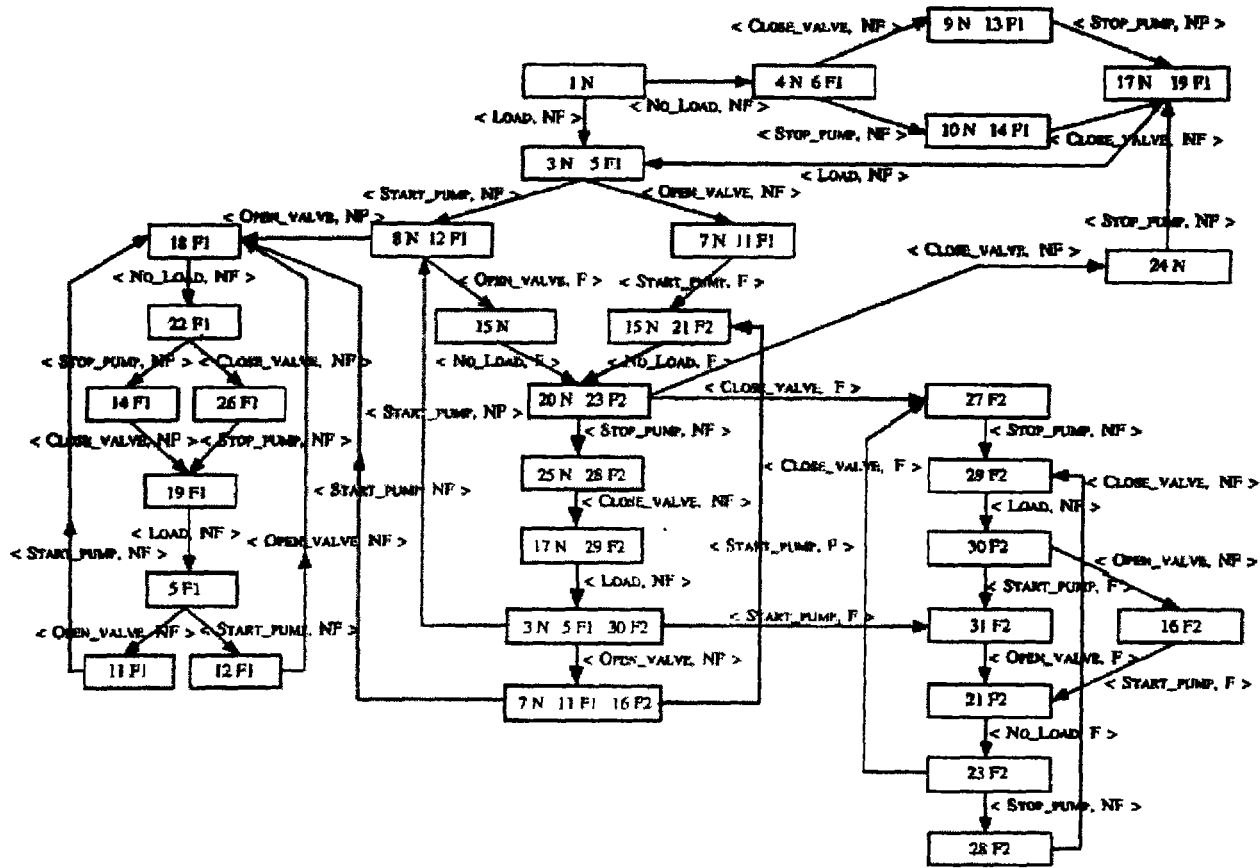 < CLOSE_VALVE, NF >
9 N 13 F1
< STOP_PUMP, NF >
1 N
4 N 6 F1
17 N 19 F1
< LOAD, NF >
< NO_LOAD, NF >
< STOP_PUMP, NF >
10 N 14 F1
< CLOSE_VALVE, NF >
3 N 5 F1
< LOAD, NF >
< START_PUMP, NF >
< OPEN_VALVE, NF >
< OPEN_VALVE, NF >
< STOP_PUMP, NF >
18 F1
8 N 12 F1
7 N 11 F1
< CLOSE_VALVE, NF >
24 N
< NO_LOAD, NF >
< OPEN_VALVE, F >
< START_PUMP, F >
22 F1
15 N
15 N 21 F2
< STOP_PUMP, NF >
< CLOSE_VALVE, NF >
< NO_LOAD, F >
< NO_LOAD, F >
14 F1
26 F1
20 N 23 F2
< CLOSE_VALVE, F >
27 F2
< START_PUMP, NF >
< CLOSE_VALVE, NF >
< STOP_PUMP, NF >
< STOP_PUMP, NF >
< STOP_PUMP, NF >
19 F1
25 N 28 F2
< CLOSE_VALVE, F >
29 F2
< CLOSE_VALVE, NF >
< START_PUMP NF >
< CLOSE_VALVE, NF >
< LOAD, NF >
< LOAD, NF >
< OPEN_VALVE NF >
17 N 29 F2
< START_PUMP, F >
30 F2
< START_PUMP, NF >
< OPEN_VALVE, NF >
5 F1
< LOAD, NF >
< START_PUMP, F >
< OPEN_VALVE, NF >
< START_PUMP, NF >
3 N 5 F1 30 F2
< START_PUMP, F >
31 F2
16 F2
11 F1
12 F1
< OPEN_VALVE, NF >
< OPEN_VALVE, F >
7 N 11 F1 16 F2
21 F2
< START_PUMP, F >
< NO_LOAD, F >
23 F2
< STOP_PUMP, NF >
28 F2